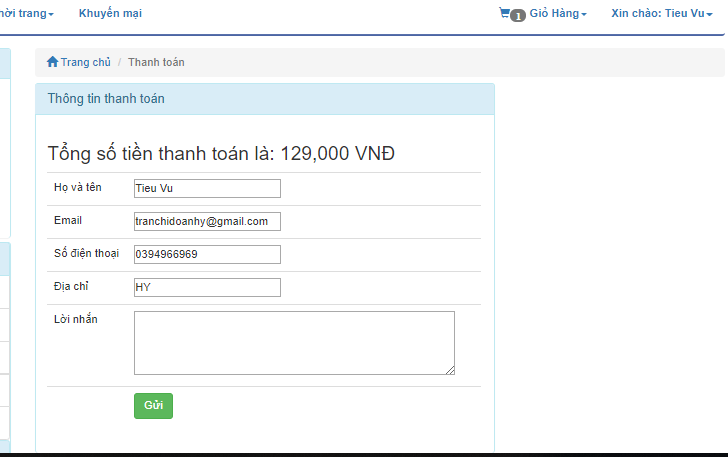 hời trang Khuyến mại 1 Giỏ Hàng Xin chào: Tieu Vu
Trang chủ / Thanh toán
Thông tin thanh toán
Tổng số tiền thanh toán là: 129,000 VNĐ
Họ và tên Tieu Vu
Email tranchidoanhy@gmail.com
Số điện thoại 0394966969
Địa chỉ HY
Lời nhắn
Gửi